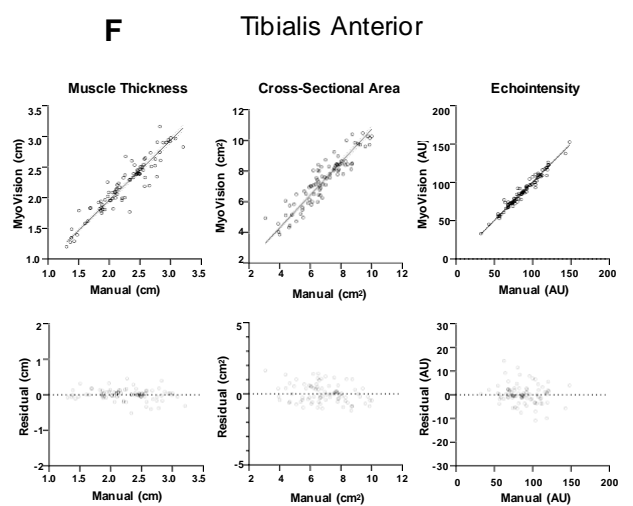 F Tibialis Anterior
Muscle Thickness Cross-Sectional Area Echointensity
MyoVision (cm)
3.5
3.0
2.5
2.0
1.5
1.0
1.0 1.5 2.0 2.5 3.0 3.5
Manual (cm)
MyoVision (cm²)
12
10
8
6
4
2
2 4 6 8 10 12
Manual (cm²)
MyoVision (AU)
200
150
100
50
0
0 50 100 150 200
Manual (AU)
Residual (cm)
2
1
0
-1
-2
1.0 1.5 2.0 2.5 3.0 3.5
Manual (cm)
Residual (cm²)
5
0
-5
2 4 6 8 10 12
Manual (cm²)
Residual (AU)
30
20
10
0
-10
-20
-30
0 50 100 150 200
Manual (AU)